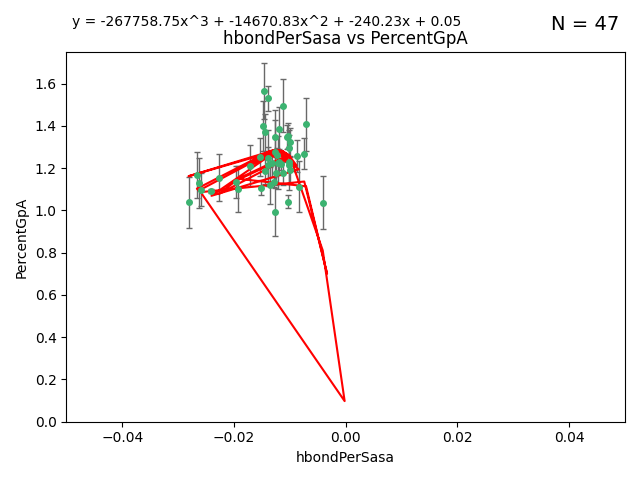 y = -267758.75x^3 + -14670.83x^2 + -240.23x + 0.05
N = 47
hbondPerSasa vs PercentGpA
1.6
1.4
1.2
1.0
0.8
0.6
0.4
0.2
0.0
PercentGpA
−0.04 −0.02 0.00 0.02 0.04
hbondPerSasa